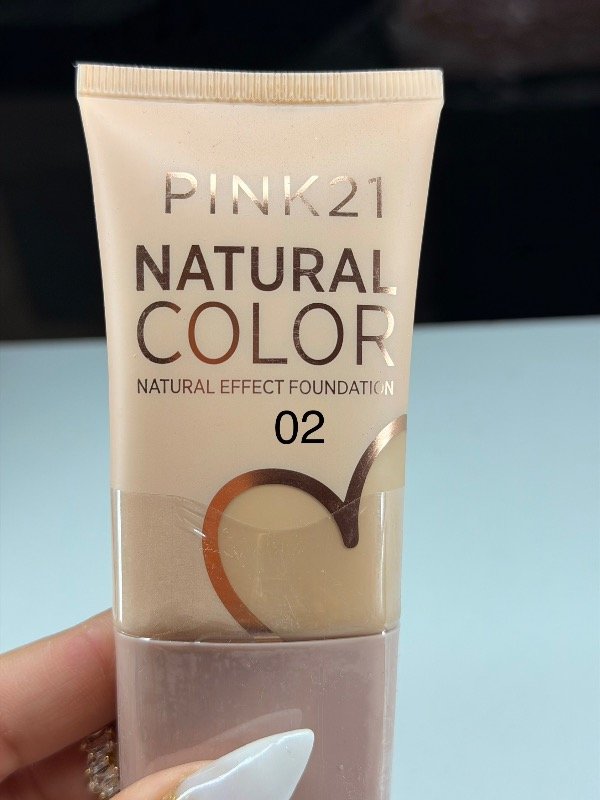 PINK21
NATURAL
COLOR
NATURAL EFFECT FOUNDATION
02